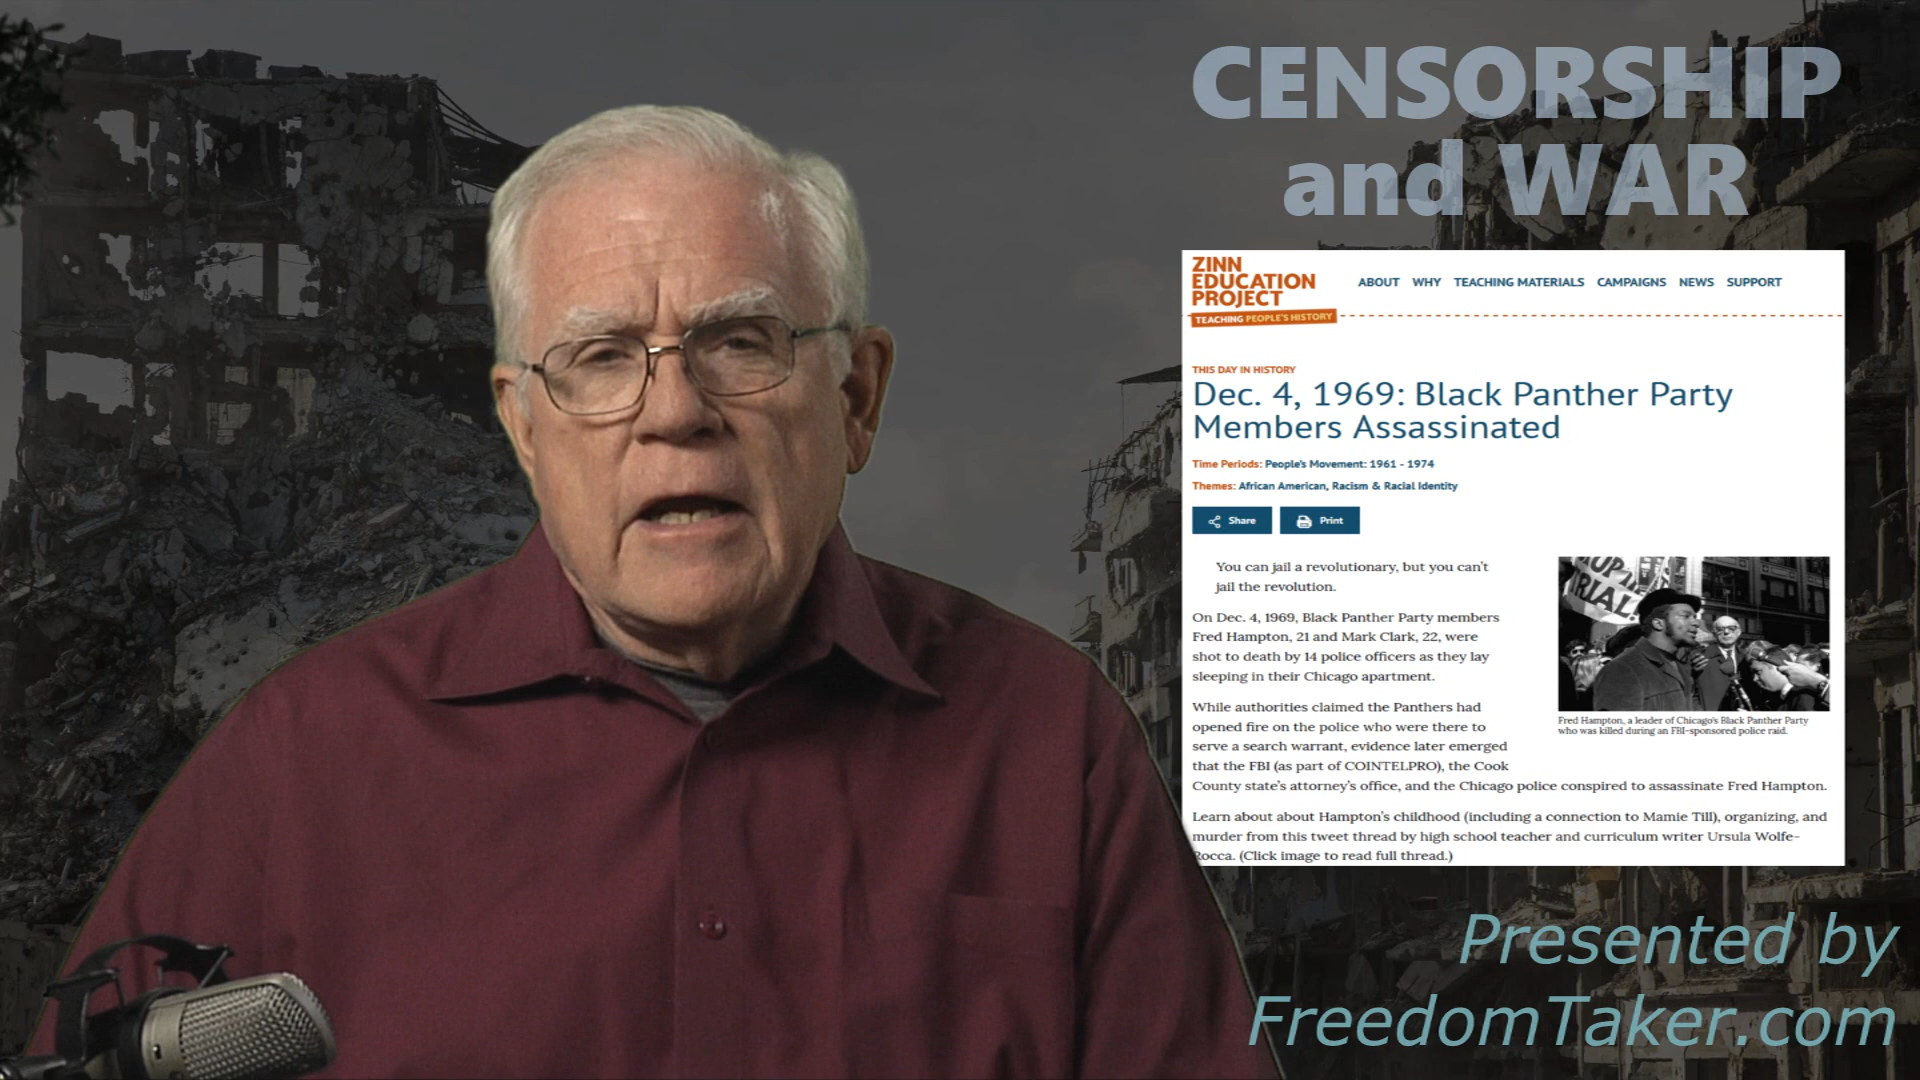 CENSORSHIP
and WAR
ZINN
EDUCATION
PROJECT
TEACHING PEOPLE'S HISTORY
ABOUT WHY TEACHING MATERIALS CAMPAIGNS NEWS SUPPORT
THIS DAY IN HISTORY
Dec. 4, 1969: Black Panther Party
Members Assassinated
Time Periods: People's Movement: 1961 - 1974
Themes: African American, Racism & Racial Identity
Share Print
You can jail a revolutionary, but you can't
jail the revolution.
On Dec. 4, 1969, Black Panther Party members
Fred Hampton, 21 and Mark Clark, 22, were
shot to death by 14 police officers as they lay
sleeping in their Chicago apartment.
While authorities claimed the Panthers had
opened fire on the police who were there to
serve a search warrant, evidence later emerged
that the FBI (as part of COINTELPRO), the Cook
County state's attorney's office, and the Chicago police conspired to assassinate Fred Hampton.
Fred Hampton, a leader of Chicago's Black Panther Party
who was killed during an FBI-sponsored police raid.
Learn about about Hampton's childhood (including a connection to Mamie Till), organizing, and
murder from this tweet thread by high school teacher and curriculum writer Ursula Wolfe-
Rocca. (Click image to read full thread.)
Presented by
FreedomTaker.com